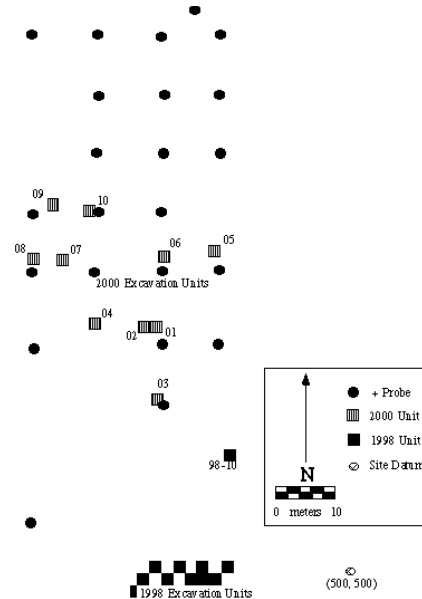 09
10
08
07
06
05
2000 Excavation Units
04
02
01
03
98-10
+ Probe
2000 Unit
1998 Unit
Site Datum
N
0 meters 10
1998 Excavation Units
(500, 500)